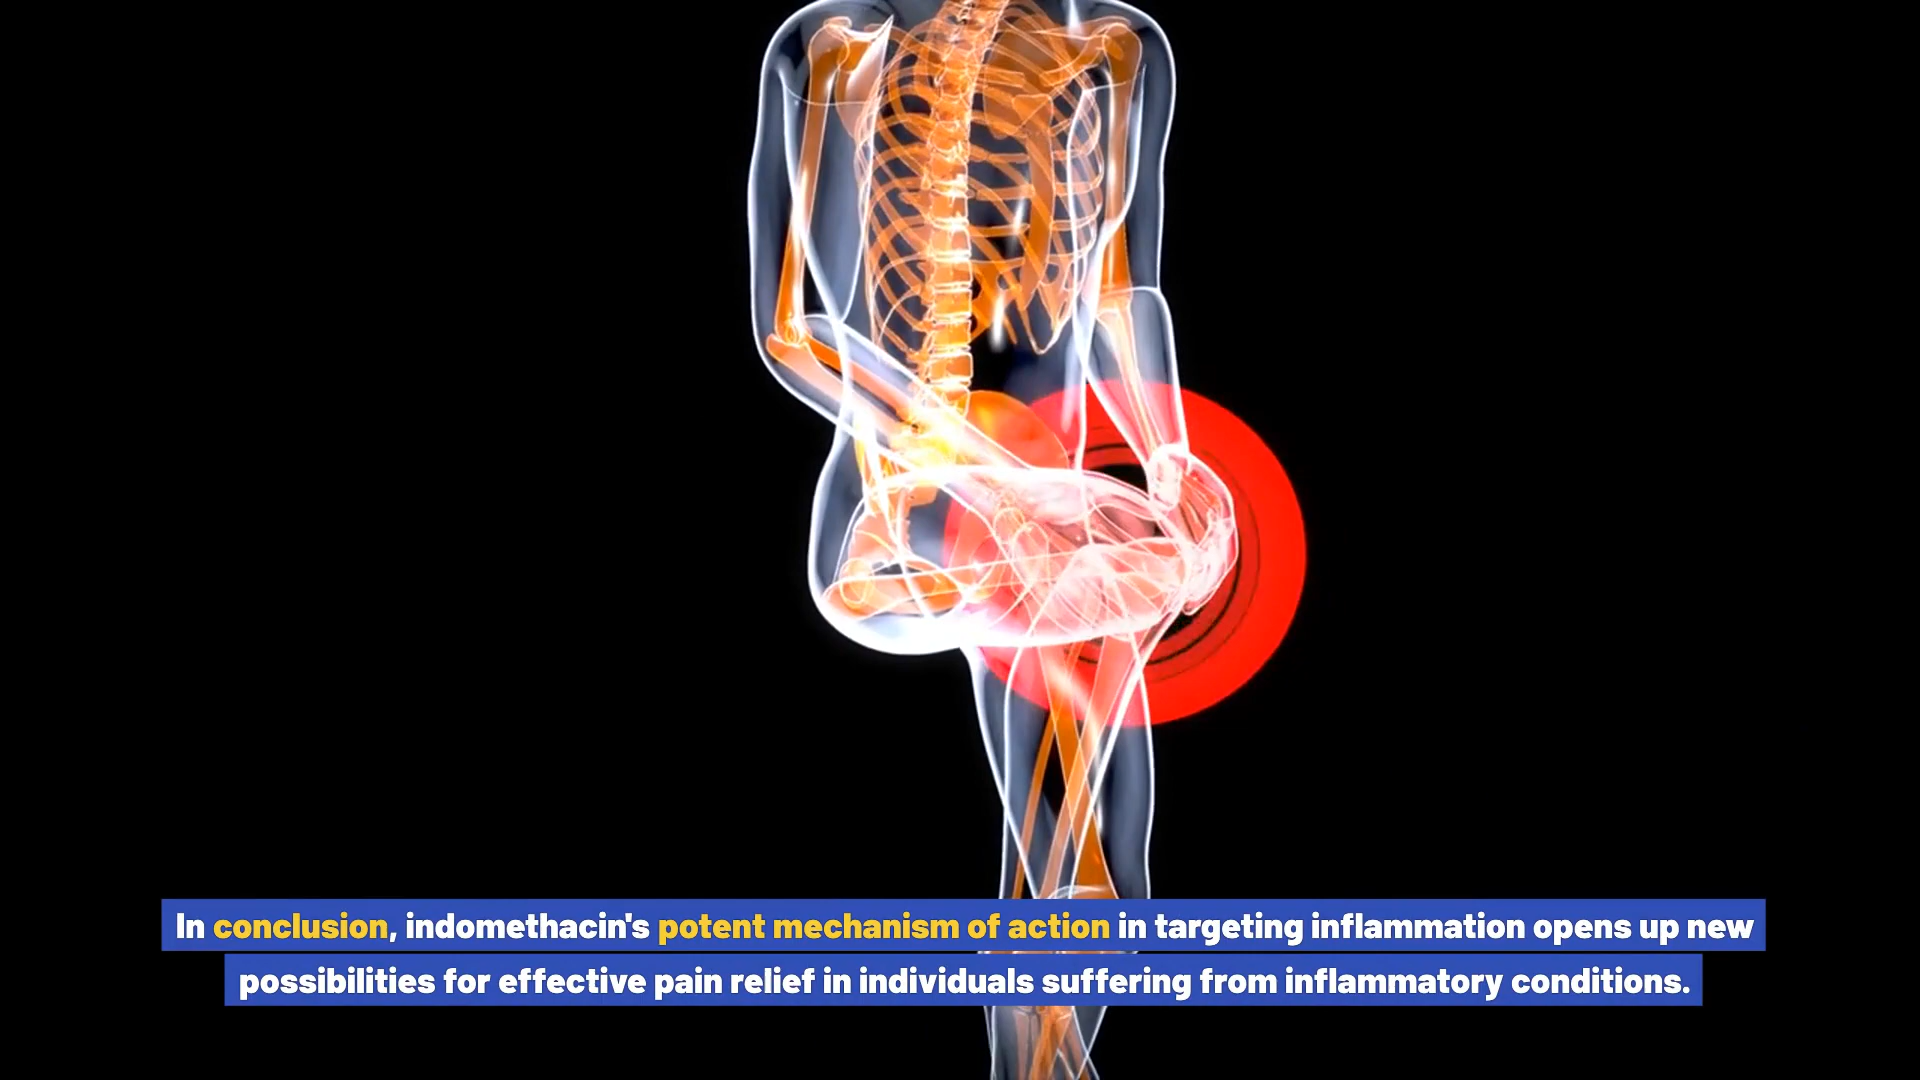 In conclusion, indomethacin's potent mechanism of action in targeting inflammation opens up new
possibilities for effective pain relief in individuals suffering from inflammatory conditions.